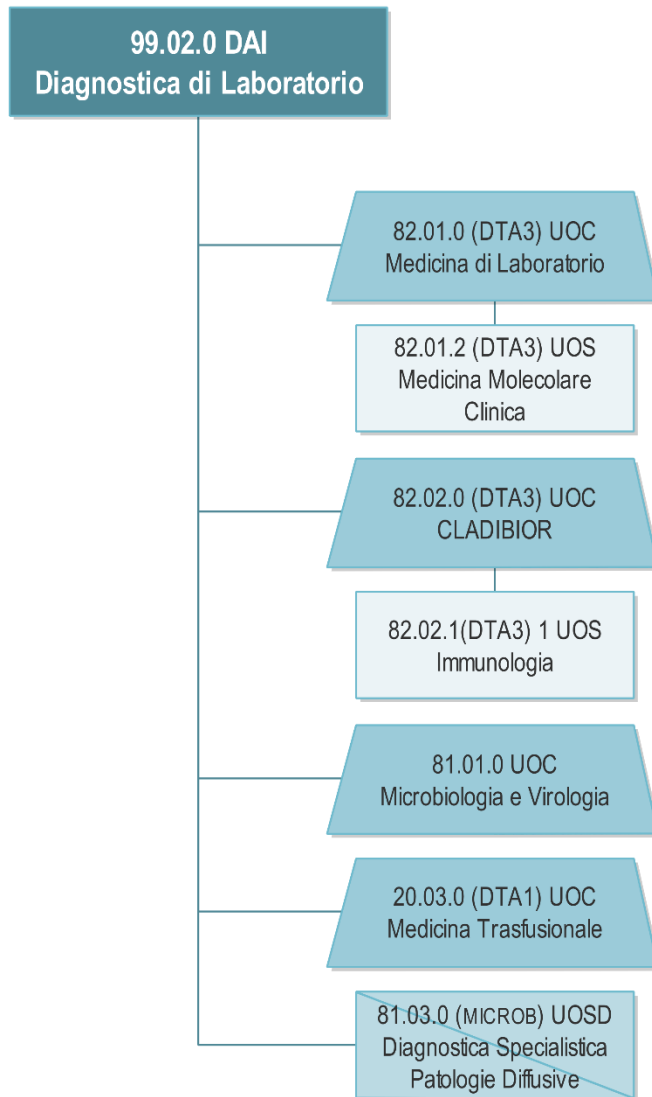 99.02.0 DAI
Diagnostica di Laboratorio
82.01.0 (DTA3) UOC
Medicina di Laboratorio
82.01.2 (DTA3) UOS
Medicina Molecolare
Clinica
82.02.0 (DTA3) UOC
CLADIBIOR
82.02.1(DTA3) 1 UOS
Immunologia
81.01.0 UOC
Microbiologia e Virologia
20.03.0 (DTA1) UOC
Medicina Trasfusionale
81.03.0 (MICROB) UOSD
Diagnostica Specialistica
Patologie Diffusive